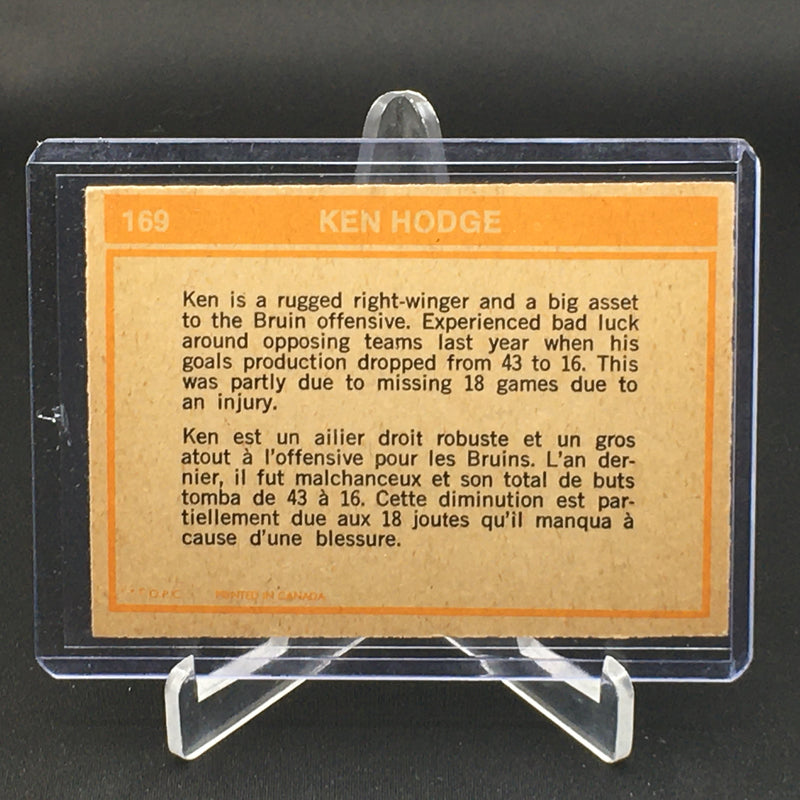 169 KEN HODGE
Ken is a rugged right-winger and a big asset
to the Bruin offensive. Experienced bad luck
around opposing teams last year when his
goals production dropped from 43 to 16. This
was partly due to missing 18 games due to
an injury.
Ken est un ailier droit robuste et un gros
atout à l'offensive pour les Bruins. L'an der-
nier, il fut malchanceux et son total de buts
tomba de 43 à 16. Cette diminution est par-
tiellement due aux 18 joutes qu'il manqua à
cause d'une blessure.
O.P.C. PRINTED IN CANADA